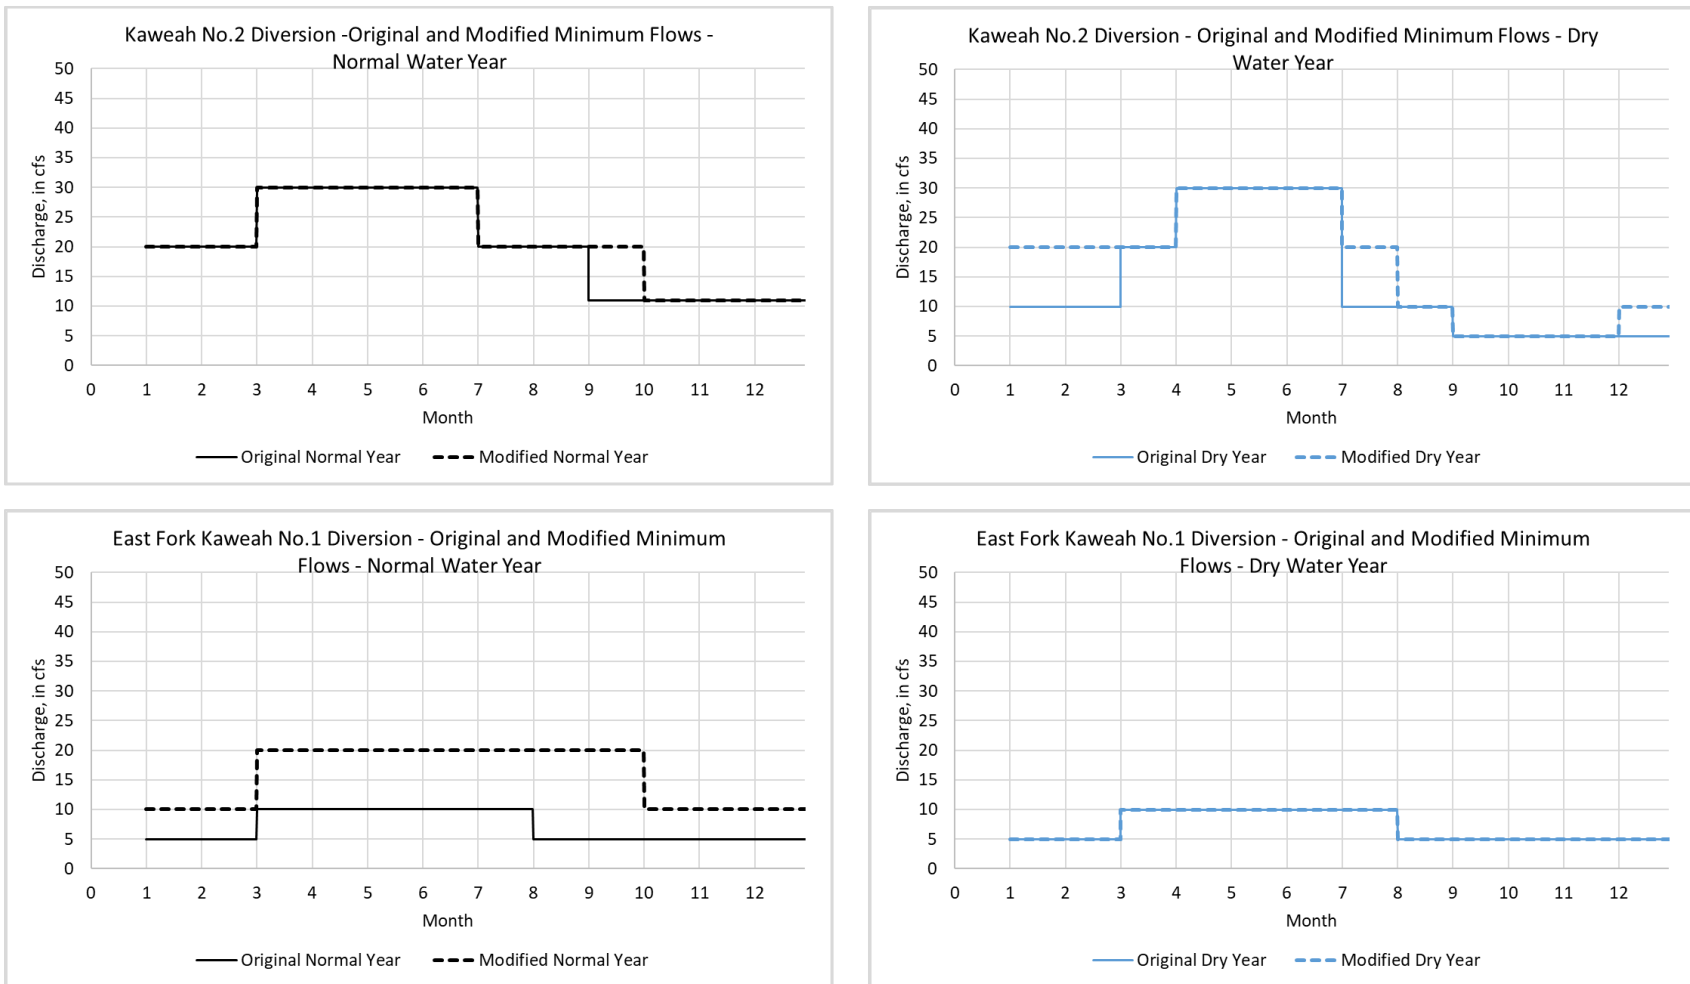 Kaweah No.2 Diversion -Original and Modified Minimum Flows -
Normal Water Year
50
45
40
35
30
25
20
15
10
5
0
Discharge, in cfs
0 1 2 3 4 5 6 7 8 9 10 11 12
Month
Original Normal Year Modified Normal Year
Kaweah No.2 Diversion - Original and Modified Minimum Flows - Dry
Water Year
50
45
40
35
30
25
20
15
10
5
0
Discharge, in cfs
0 1 2 3 4 5 6 7 8 9 10 11 12
Month
Original Dry Year Modified Dry Year
East Fork Kaweah No.1 Diversion - Original and Modified Minimum
Flows - Normal Water Year
50
45
40
35
30
25
20
15
10
5
0
Discharge, in cfs
0 1 2 3 4 5 6 7 8 9 10 11 12
Month
Original Normal Year Modified Normal Year
East Fork Kaweah No.1 Diversion - Original and Modified Minimum
Flows - Dry Water Year
50
45
40
35
30
25
20
15
10
5
0
Discharge, in cfs
0 1 2 3 4 5 6 7 8 9 10 11 12
Month
Original Dry Year Modified Dry Year